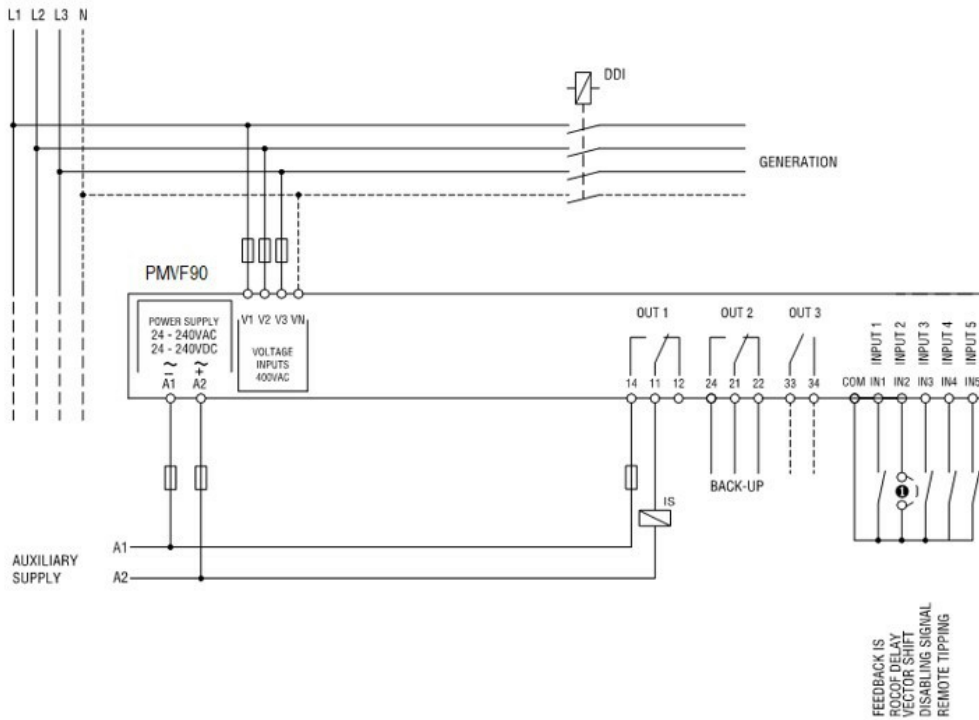 L1 L2 L3 N
DDI
GENERATION
PMVF90
POWER SUPPLY
24 - 240VAC
24 - 240VDC
~ ~
– +
A1 A2
V1 V2 V3 VN
VOLTAGE
INPUTS
400VAC
OUT 1
OUT 2
OUT 3
INPUT 1
INPUT 2
INPUT 3
INPUT 4
INPUT 5
14 11 12 24 21 22 33 34 COM IN1 IN2 IN3 IN4 IN5
BACK-UP
1
IS
AUXILIARY
SUPPLY
A1
A2
FEEDBACK IS
ROCOF DELAY
VECTOR SHIFT
DISABLING SIGNAL
REMOTE TIPPING